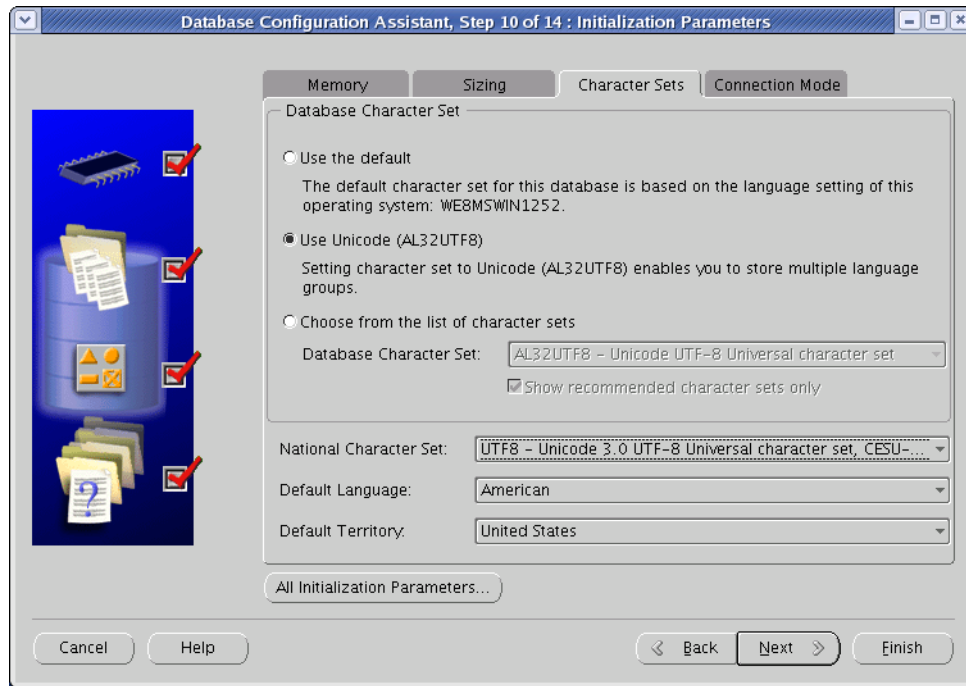 Database Configuration Assistant, Step 10 of 14 : Initialization Parameters
Memory
Sizing
Character Sets
Connection Mode
Database Character Set
Use the default
The default character set for this database is based on the language setting of this
operating system: WE8MSWIN1252.
Use Unicode (AL32UTF8)
Setting character set to Unicode (AL32UTF8) enables you to store multiple language
groups.
Choose from the list of character sets
Database Character Set:
AL32UTF8 – Unicode UTF-8 Universal character set
Show recommended character sets only
National Character Set:
UTF8 – Unicode 3.0 UTF-8 Universal character set, CESU-...
Default Language:
American
Default Territory:
United States
?
All Initialization Parameters...
Cancel
Help
Back
Next
Finish